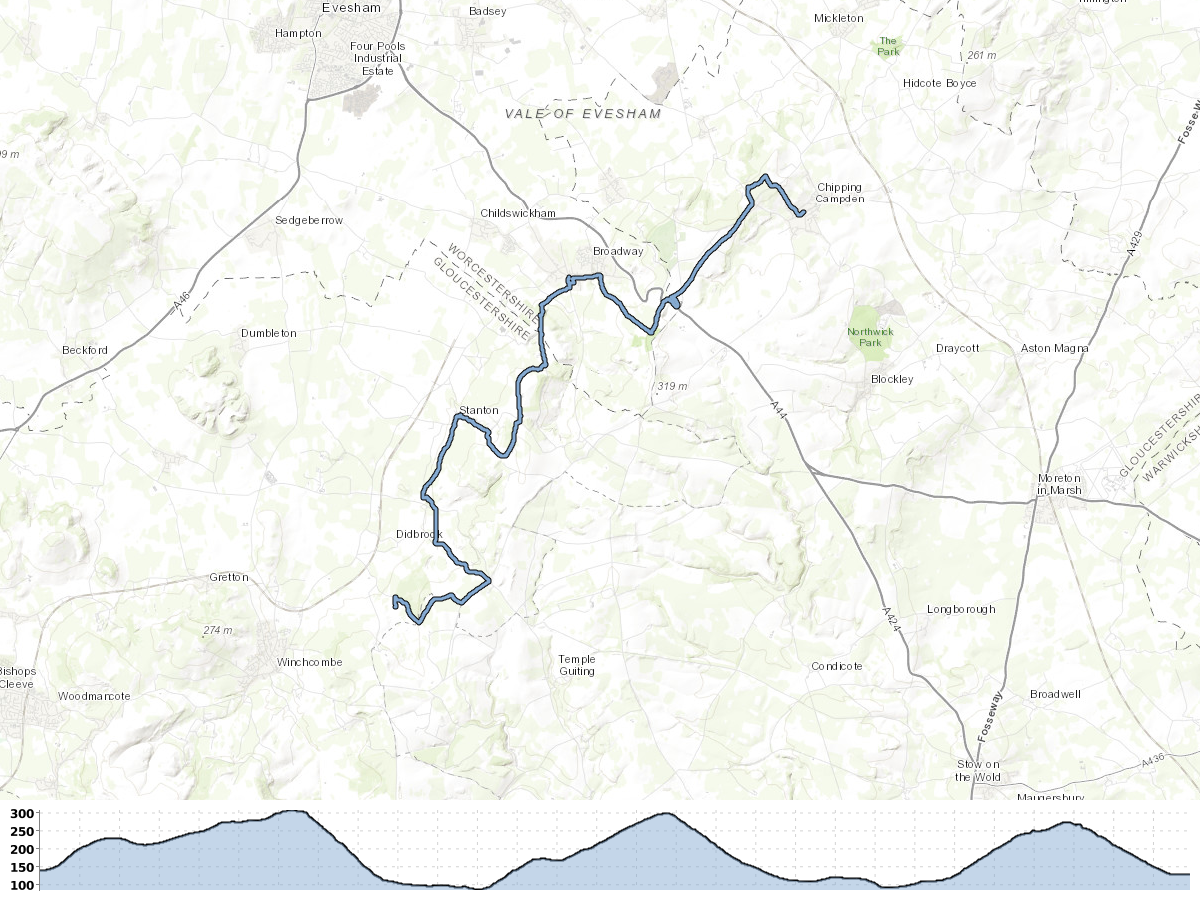 Evesham
Badsey
Mickleton
Hampton
Four Pools
Industrial
Estate
The
Park
261 m
Hidcote Boyce
VALE OF EVESHAM
Fosse W
99 m
Chipping
Campden
Sedgeberrow
Childswickham
A429
Broadway
WORCESTERSHIRE
GLOUCESTERSHIRE
A46
Dumbleton
Northwick
Park
Beckford
Draycott
Aston Magna
319 m
Blockley
Stanton
A44
GLOUCESTERSHIRE
WARWICKSH
Moreton
in Marsh
Didbrook
Gretton
Longborough
A424
274 m
Winchcombe
Temple
Guiting
Condicote
Bishops
Cleeve
Woodmancote
Broadwell
Fosseway
Stow on
the Wold
A436
Maugersbury
300
250
200
150
100